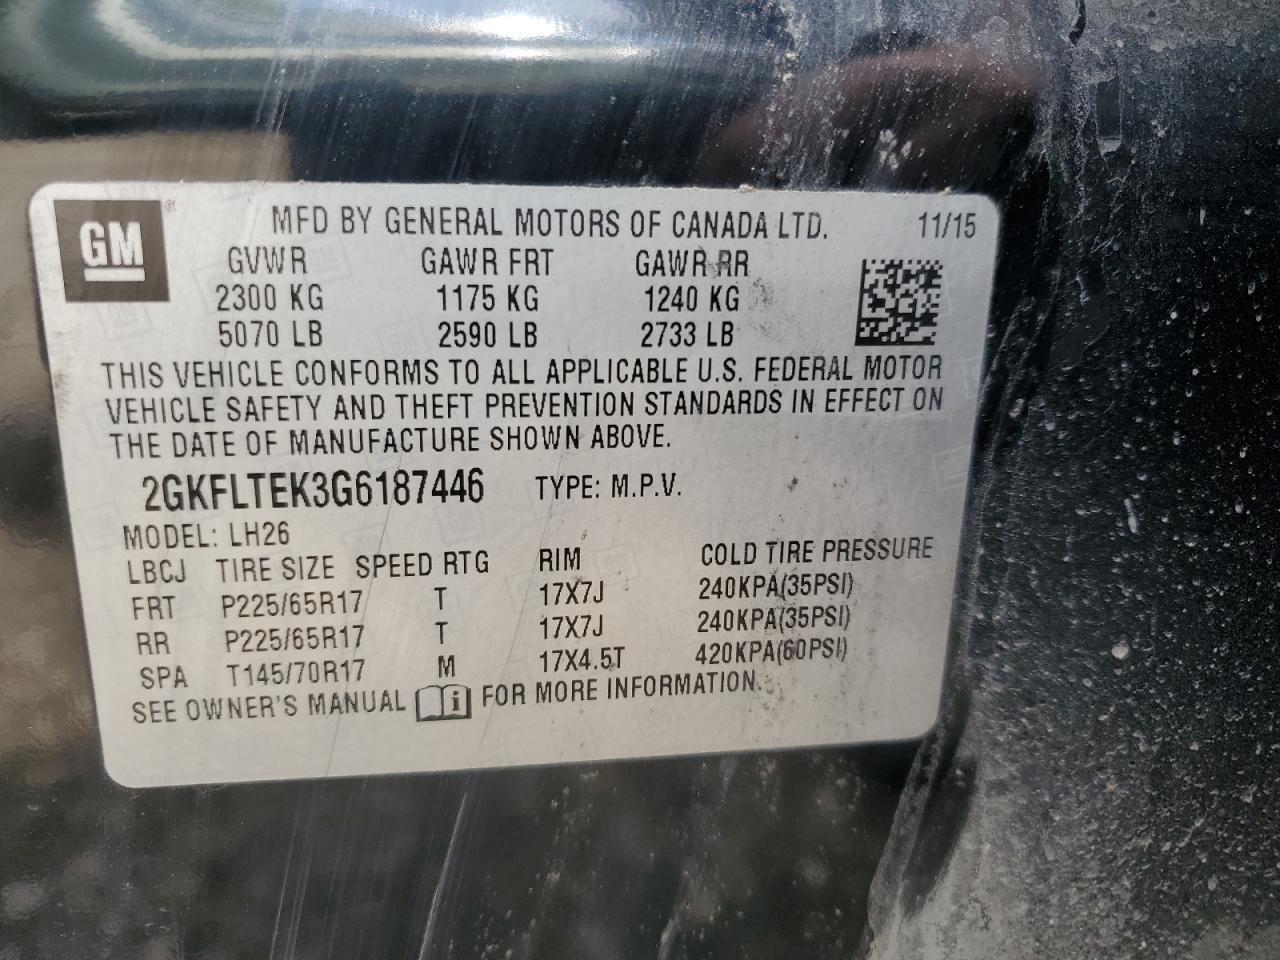 GM
MFD BY GENERAL MOTORS OF CANADA LTD. 11/15
GVWR GAWR FRT GAWR RR
2300 KG 1175 KG 1240 KG
5070 LB 2590 LB 2733 LB
THIS VEHICLE CONFORMS TO ALL APPLICABLE U.S. FEDERAL MOTOR
VEHICLE SAFETY AND THEFT PREVENTION STANDARDS IN EFFECT ON
THE DATE OF MANUFACTURE SHOWN ABOVE.
2GKFLTEK3G6187446 TYPE: M.P.V.
MODEL: LH26
LBCJ TIRE SIZE SPEED RTG RIM COLD TIRE PRESSURE
FRT P225/65R17 T 17X7J 240KPA(35PSI)
RR P225/65R17 T 17X7J 240KPA(35PSI)
SPA T145/70R17 M 17X4.5T 420KPA(60PSI)
SEE OWNER'S MANUAL i FOR MORE INFORMATION.